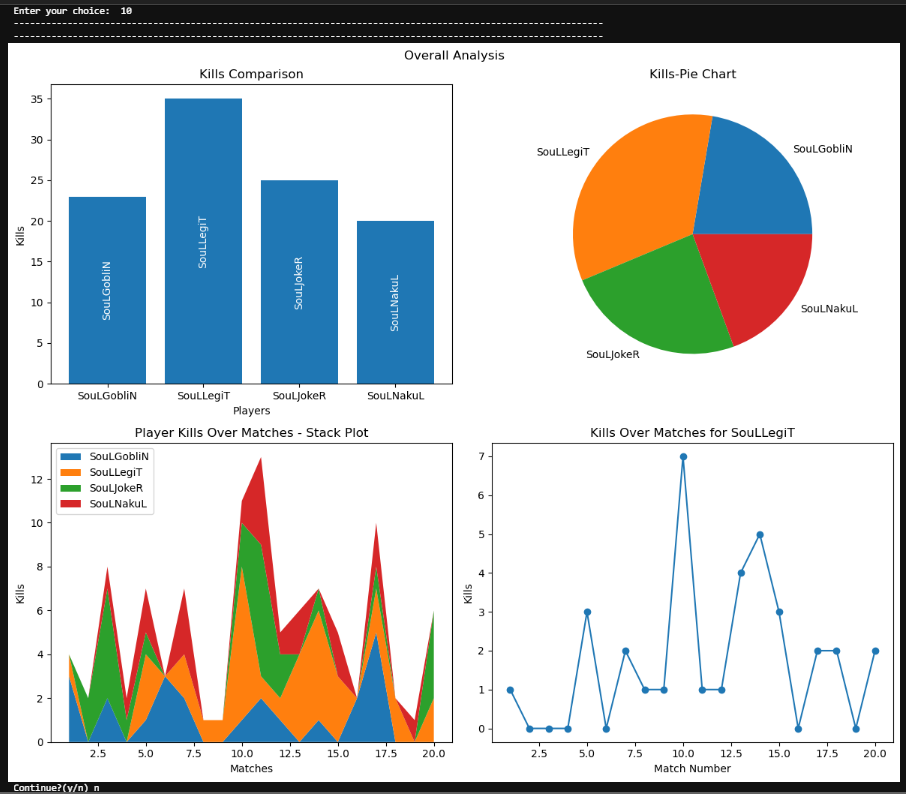 Enter your choice:  10
--------------------------------------------------------------------------------------------------------------
--------------------------------------------------------------------------------------------------------------
Overall Analysis
Kills Comparison
35
30
25
20
15
10
5
0
Kills
SouLGobliN
SouLLegiT
SouLJokeR
SouLNakuL
SouLGobliN SouLLegiT SouLJokeR SouLNakuL
Players
Kills-Pie Chart
SouLGobliN
SouLLegiT
SouLJokeR
SouLNakuL
Player Kills Over Matches - Stack Plot
SouLGobliN
SouLLegiT
SouLJokeR
SouLNakuL
12
10
8
6
4
2
0
Kills
2.5 5.0 7.5 10.0 12.5 15.0 17.5 20.0
Matches
Kills Over Matches for SouLLegiT
7
6
5
4
3
2
1
0
Kills
2.5 5.0 7.5 10.0 12.5 15.0 17.5 20.0
Match Number
Continue?(y/n) n